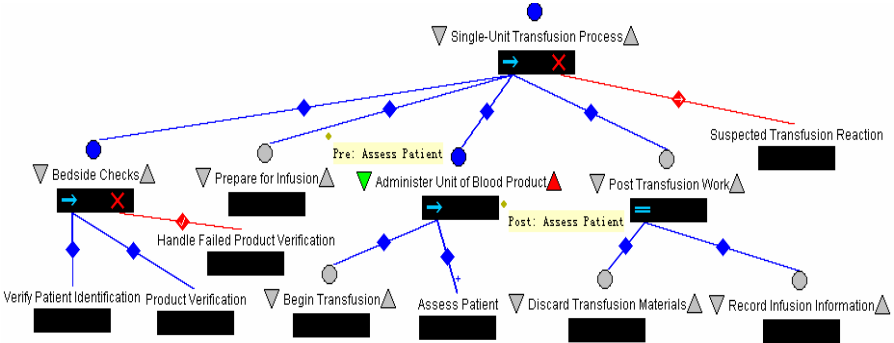 Single-Unit Transfusion Process
Suspected Transfusion Reaction
Pre: Assess Patient
Bedside Checks
Prepare for Infusion
Administer Unit of Blood Product
Post Transfusion Work
Post: Assess Patient
Handle Failed Product Verification
Verify Patient Identification
Product Verification
Begin Transfusion
Assess Patient
Discard Transfusion Materials
Record Infusion Information